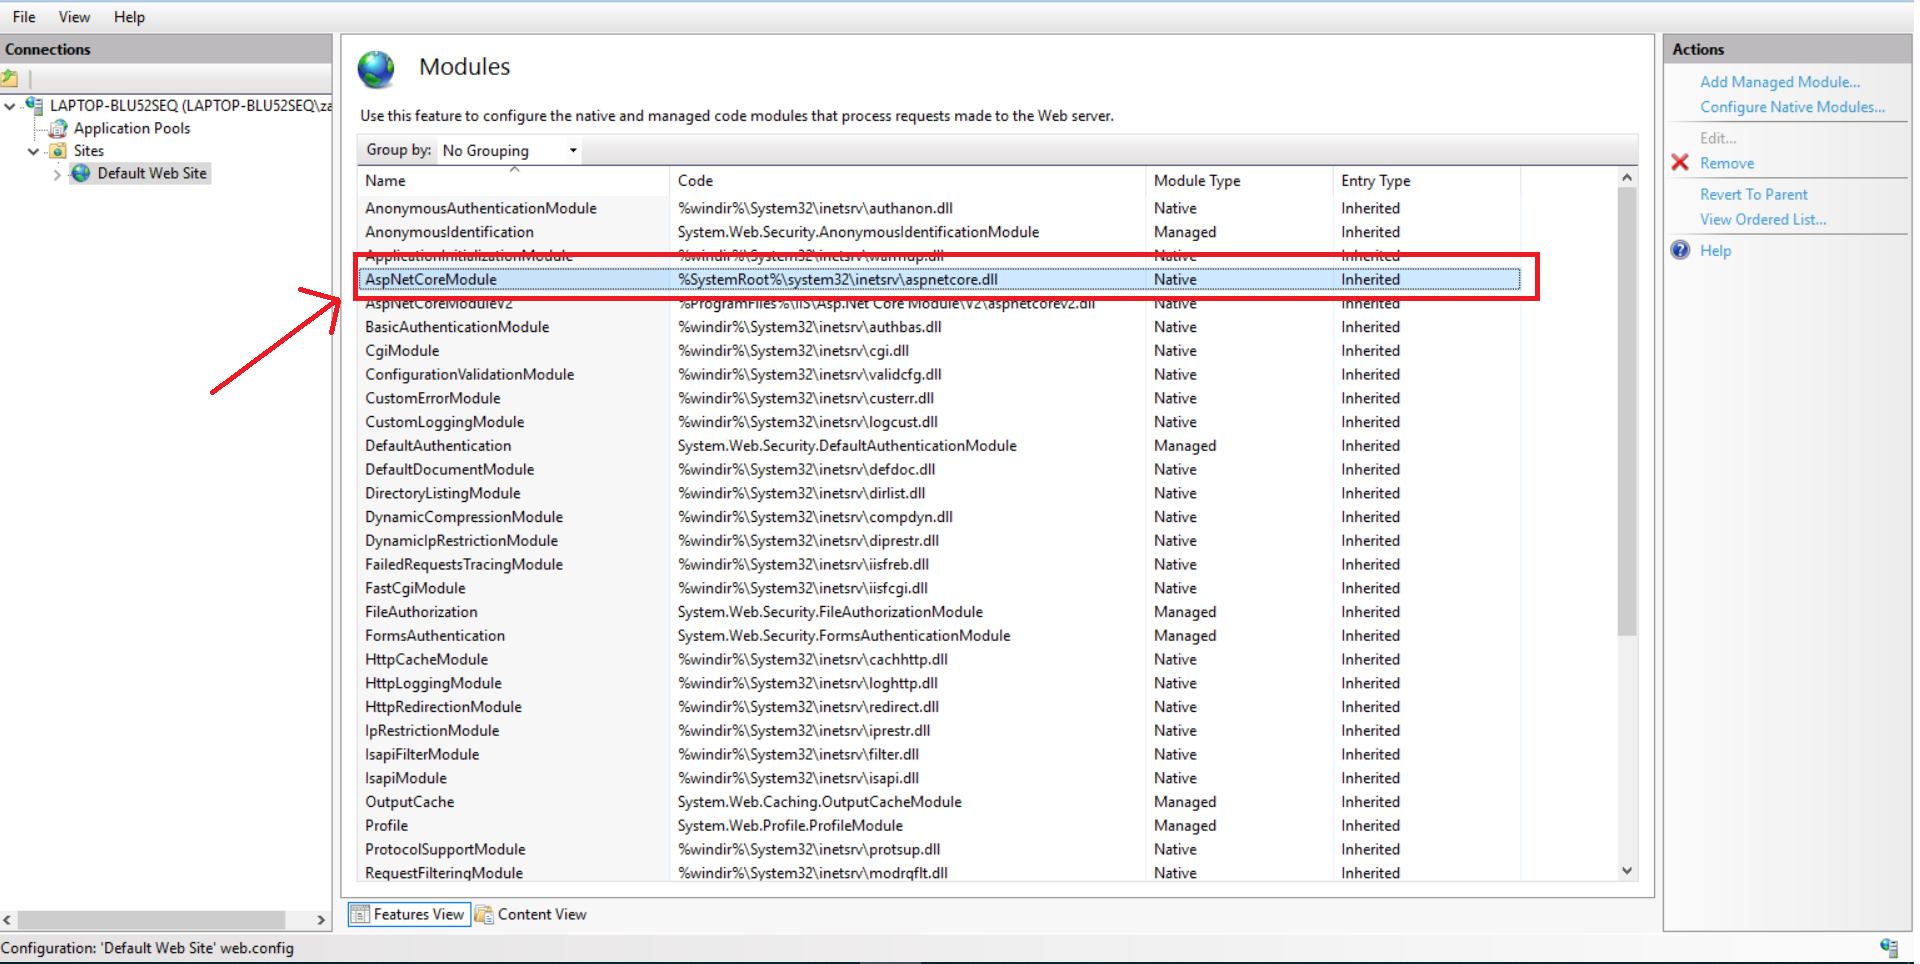 File View Help
Connections
LAPTOP-BLU52SEQ (LAPTOP-BLU52SEQ\za
Application Pools
Sites
Default Web Site
Modules
Use this feature to configure the native and managed code modules that process requests made to the Web server.
Group by: No Grouping
Name Code Module Type Entry Type
AnonymousAuthenticationModule %windir%\System32\inetsrv\authanon.dll Native Inherited
AnonymousIdentification System.Web.Security.AnonymousIdentificationModule Managed Inherited
ApplicationInitializationModule %windir%\System32\inetsrv\warmup.dll Native Inherited
AspNetCoreModule %SystemRoot%\system32\inetsrv\aspnetcore.dll Native Inherited
AspNetCoreModuleV2 %ProgramFiles%\IIS\Asp.Net Core Module\V2\aspnetcorev2.dll Native Inherited
BasicAuthenticationModule %windir%\System32\inetsrv\authbas.dll Native Inherited
CgiModule %windir%\System32\inetsrv\cgi.dll Native Inherited
ConfigurationValidationModule %windir%\System32\inetsrv\validcfg.dll Native Inherited
CustomErrorModule %windir%\System32\inetsrv\custerr.dll Native Inherited
CustomLoggingModule %windir%\System32\inetsrv\logcust.dll Native Inherited
DefaultAuthentication System.Web.Security.DefaultAuthenticationModule Managed Inherited
DefaultDocumentModule %windir%\System32\inetsrv\defdoc.dll Native Inherited
DirectoryListingModule %windir%\System32\inetsrv\dirlist.dll Native Inherited
DynamicCompressionModule %windir%\System32\inetsrv\compdyn.dll Native Inherited
DynamicIpRestrictionModule %windir%\System32\inetsrv\diprestr.dll Native Inherited
FailedRequestsTracingModule %windir%\System32\inetsrv\iisfreb.dll Native Inherited
FastCgiModule %windir%\System32\inetsrv\iisfcgi.dll Native Inherited
FileAuthorization System.Web.Security.FileAuthorizationModule Managed Inherited
FormsAuthentication System.Web.Security.FormsAuthenticationModule Managed Inherited
HttpCacheModule %windir%\System32\inetsrv\cachhttp.dll Native Inherited
HttpLoggingModule %windir%\System32\inetsrv\loghttp.dll Native Inherited
HttpRedirectionModule %windir%\System32\inetsrv\redirect.dll Native Inherited
IpRestrictionModule %windir%\System32\inetsrv\iprestr.dll Native Inherited
IsapiFilterModule %windir%\System32\inetsrv\filter.dll Native Inherited
IsapiModule %windir%\System32\inetsrv\isapi.dll Native Inherited
OutputCache System.Web.Caching.OutputCacheModule Managed Inherited
Profile System.Web.Profile.ProfileModule Managed Inherited
ProtocolSupportModule %windir%\System32\inetsrv\protsup.dll Native Inherited
RequestFilteringModule %windir%\System32\inetsrv\modrqflt.dll Native Inherited
Features View Content View
Actions
Add Managed Module...
Configure Native Modules...
Edit...
Remove
Revert To Parent
View Ordered List...
Help
Configuration: 'Default Web Site' web.config